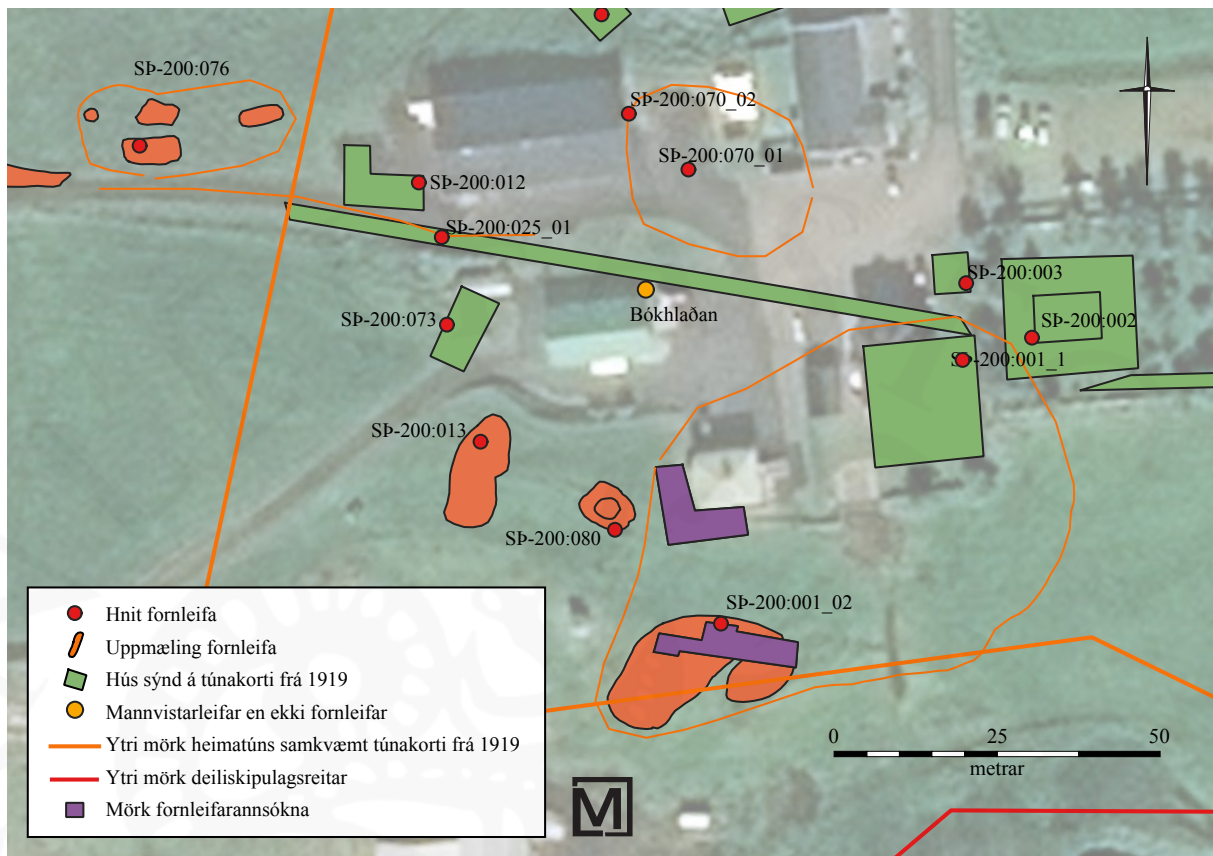 SÞ-200:076
SÞ-200:070_02
SÞ-200:070_01
SÞ-200:012
SÞ-200:025_01
SÞ-200:003
SÞ-200:073
Bókhlaðan
SÞ-200:002
SÞ-200:001_1
SÞ-200:013
SÞ-200:080
SÞ-200:001_02
Hnit fornleifa
Uppmæling fornleifa
Hús sýnd á túnakorti frá 1919
Mannvistarleifar en ekki fornleifar
Ytri mörk heimatúns samkvæmt túnakorti frá 1919
Ytri mörk deiliskipulagsreitar
Mörk fornleifarannsókna
0 25 50
metrar
M